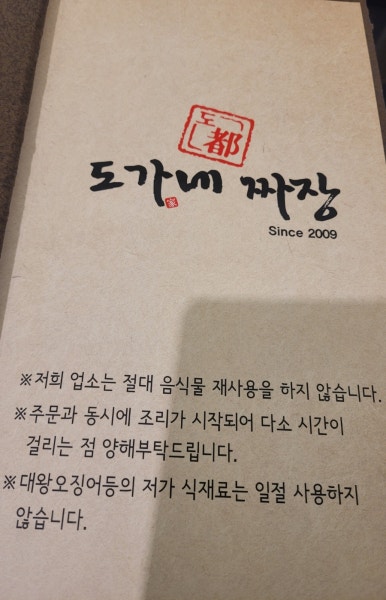 도
都
도가네 짜장
家
Since 2009
※저희 업소는 절대 음식물 재사용을 하지 않습니다.
※주문과 동시에 조리가 시작되어 다소 시간이
걸리는 점 양해부탁드립니다.
※대왕오징어등의 저가 식재료는 일절 사용하지
않습니다.